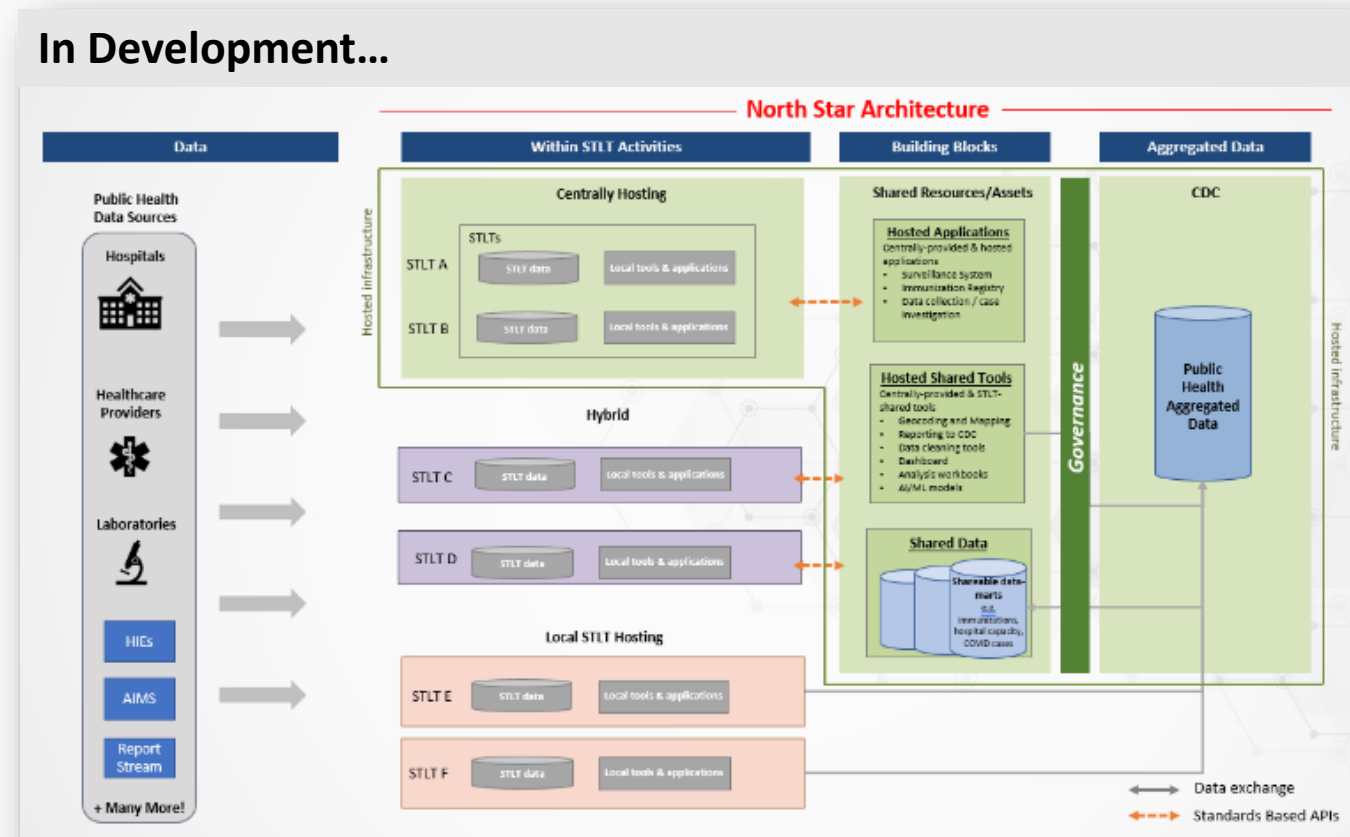 In Development...
North Star Architecture
Data
Within STLT Activities
Building Blocks
Aggregated Data
Public Health
Data Sources
Hospitals
Healthcare
Providers
Laboratories
HIEs
AIMS
Report
Stream
+ Many More!
Hosted infrastructure
Centrally Hosting
STLTs
STLT A
STLT data
Local tools & applications
STLT B
STLT data
Local tools & applications
Hybrid
STLT C
STLT data
Local tools & applications
STLT D
STLT data
Local tools & applications
Local STLT Hosting
STLT E
STLT data
Local tools & applications
STLT F
STLT data
Local tools & applications
Shared Resources/Assets
Hosted Applications
Centrally-provided & hosted
applications
• Surveillance System
• Immunization Registry
• Data collection / case
investigation
Hosted Shared Tools
Centrally-provided & STLT-
shared tools
• Geocoding and Mapping
• Reporting to CDC
• Data cleaning tools
• Dashboard
• Analysis workbooks
• AI/ML models
Shared Data
Shareable data-
marts
e.g.
immunizations,
hospital capacity,
COVID cases
Governance
CDC
Public
Health
Aggregated
Data
Hosted infrastructure
Data exchange
Standards Based APIs